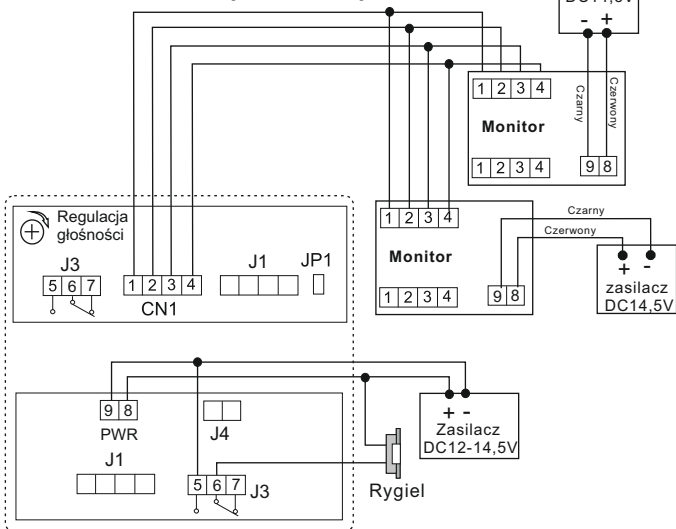 DC14,5V
- +
1 2 3 4
Czarny
Czerwony
Monitor
1 2 3 4
9 8
Regulacja
głośności
J3
5 6 7
1 2 3 4
CN1
J1
JP1
1 2 3 4
Monitor
1 2 3 4
9 8
Czarny
Czerwony
+ -
zasilacz
DC14,5V
9 8
PWR
J4
J1
5 6 7
J3
Rygiel
+ -
Zasilacz
DC12-14,5V